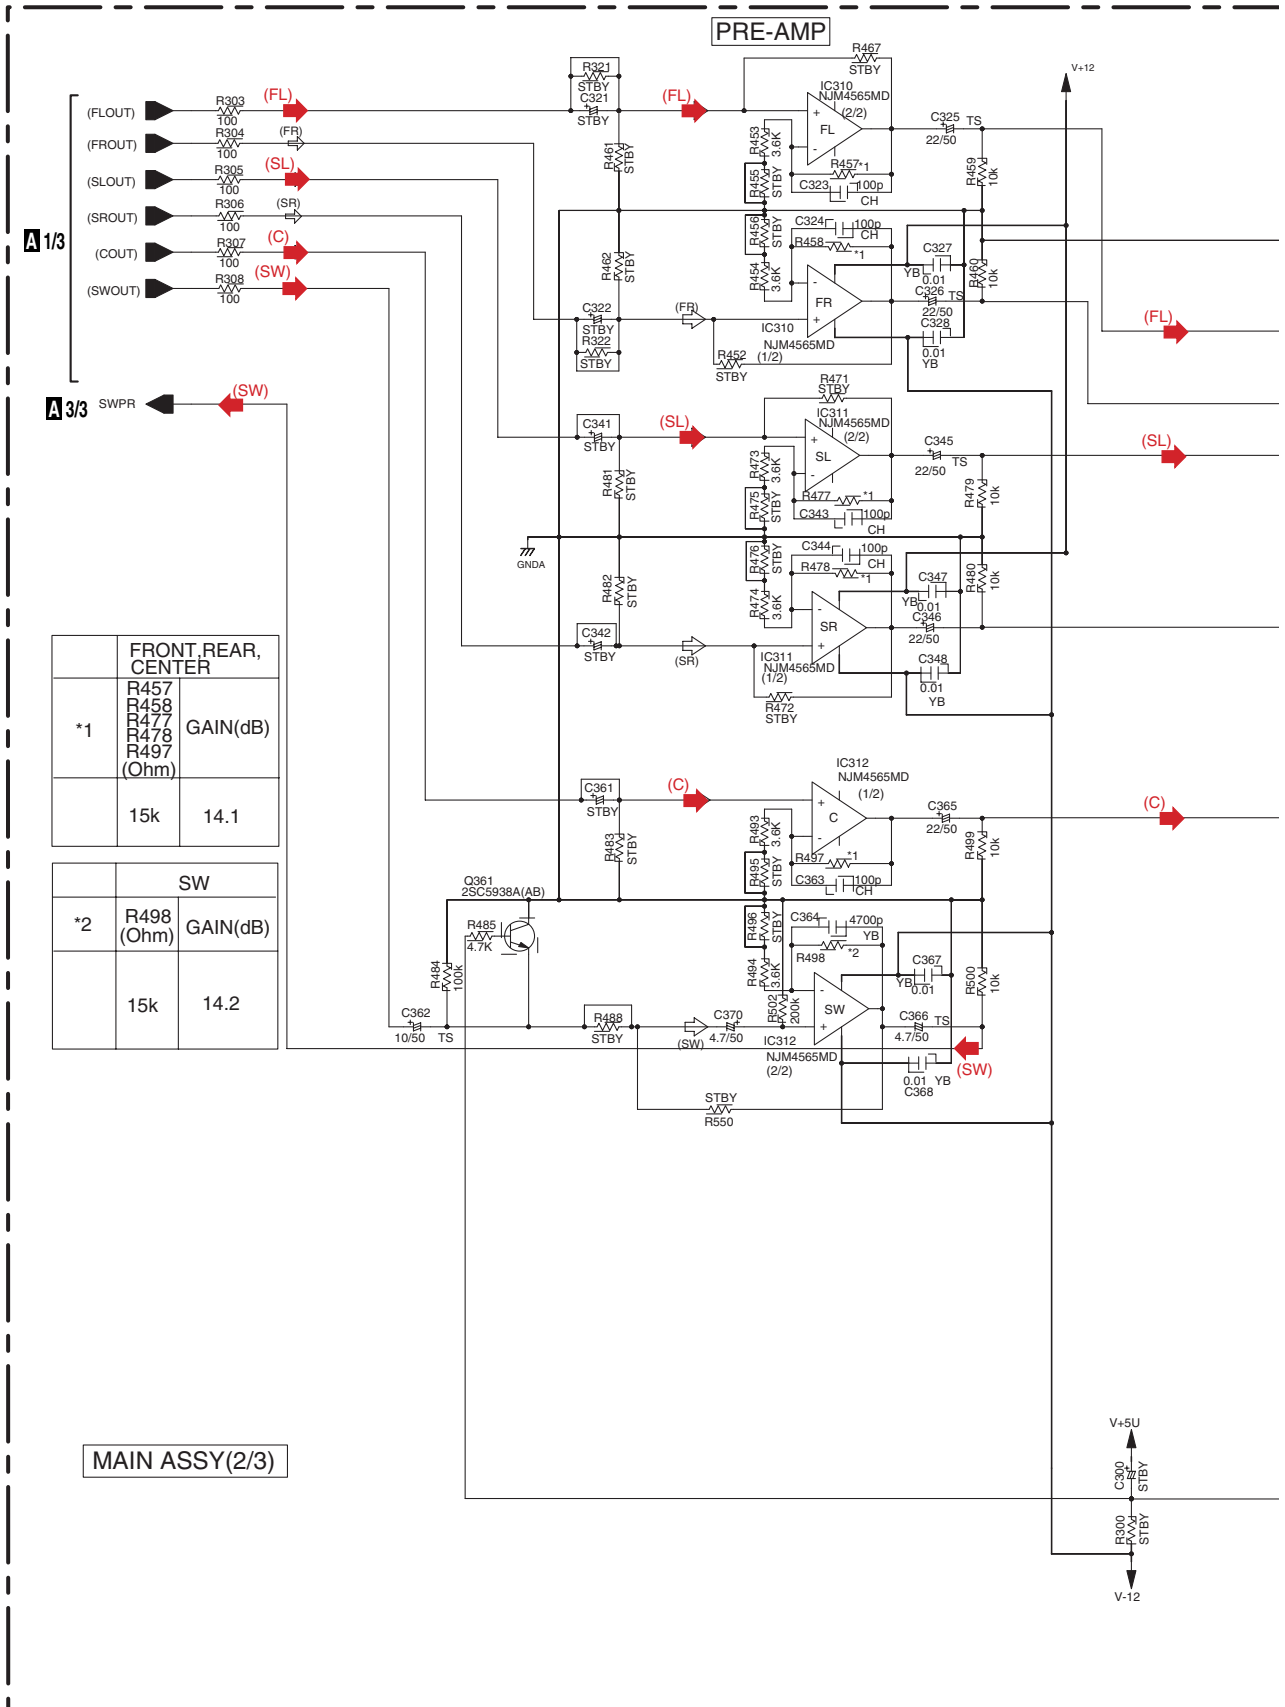 PRE-AMP
(FLOUT)
R303
100
(FL)
(FROUT)
R304
100
(FR)
(SLOUT)
R305
100
(SL)
(SROUT)
R306
100
(SR)
A 1/3
(COUT)
R307
100
(C)
(SWOUT)
R308
100
(SW)
A 3/3
SWPR
(SW)
R321
STBY
C321
STBY
(FL)
R467
STBY
IC310
NJM4565MD
(2/2)
+
FL
-
R453
3.6K
R455
STBY
R457
*1
C323
100p
CH
C325
TS
22/50
R459
10k
V+12
R461
STBY
R462
STBY
R456
STBY
R454
3.6K
C324
100p
CH
R458
*1
-
FR
+
C327
YB
0.01
C326
TS
22/50
R460
10k
C328
0.01
YB
C322
STBY
R322
STBY
(FR)
IC310
NJM4565MD
(1/2)
R452
STBY
(FL)
C341
STBY
(SL)
R471
STBY
IC311
NJM4565MD
(2/2)
+
SL
-
R473
3.6K
R475
STBY
R477
*1
C343
100p
CH
C345
TS
22/50
(SL)
R479
10k
R481
STBY
GNDA
R482
STBY
R476
STBY
R474
3.6K
C344
100p
CH
R478
*1
-
SR
+
C347
YB
0.01
C346
22/50
R480
10k
C348
0.01
YB
C342
STBY
(SR)
IC311
NJM4565MD
(1/2)
R472
STBY
FRONT,REAR,
CENTER
*1
R457
R458
R477
R478
R497
(Ohm)
GAIN(dB)
15k
14.1
SW
*2
R498
(Ohm)
GAIN(dB)
15k
14.2
C361
STBY
(C)
IC312
NJM4565MD
(1/2)
+
C
-
R493
3.6K
R495
STBY
R497
*1
C363
100p
CH
C365
22/50
(C)
R499
10k
R483
STBY
Q361
2SC5938A(AB)
R485
4.7K
R484
100k
R496
STBY
R494
3.6K
C364
4700p
YB
R498
*2
R502
200k
-
SW
+
C367
YB
0.01
R500
10k
C362
10/50
TS
R488
STBY
(SW)
C370
4.7/50
IC312
NJM4565MD
(2/2)
C366
TS
4.7/50
(SW)
0.01
YB
C368
STBY
R550
V+5U
C300
STBY
R300
STBY
V-12
MAIN ASSY(2/3)